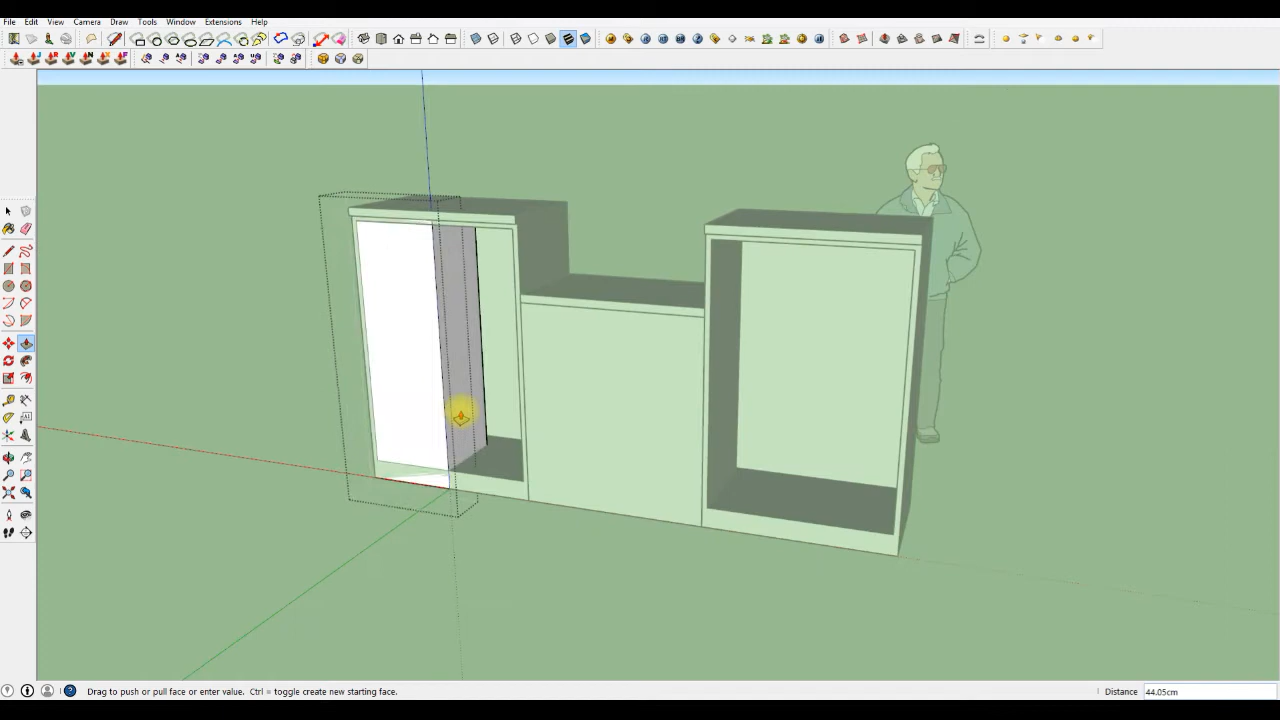 File Edit View Camera Draw Tools Window Extensions Help
Drag to push or pull face or enter value. Ctrl = toggle create new starting face.
Distance 44.05cm